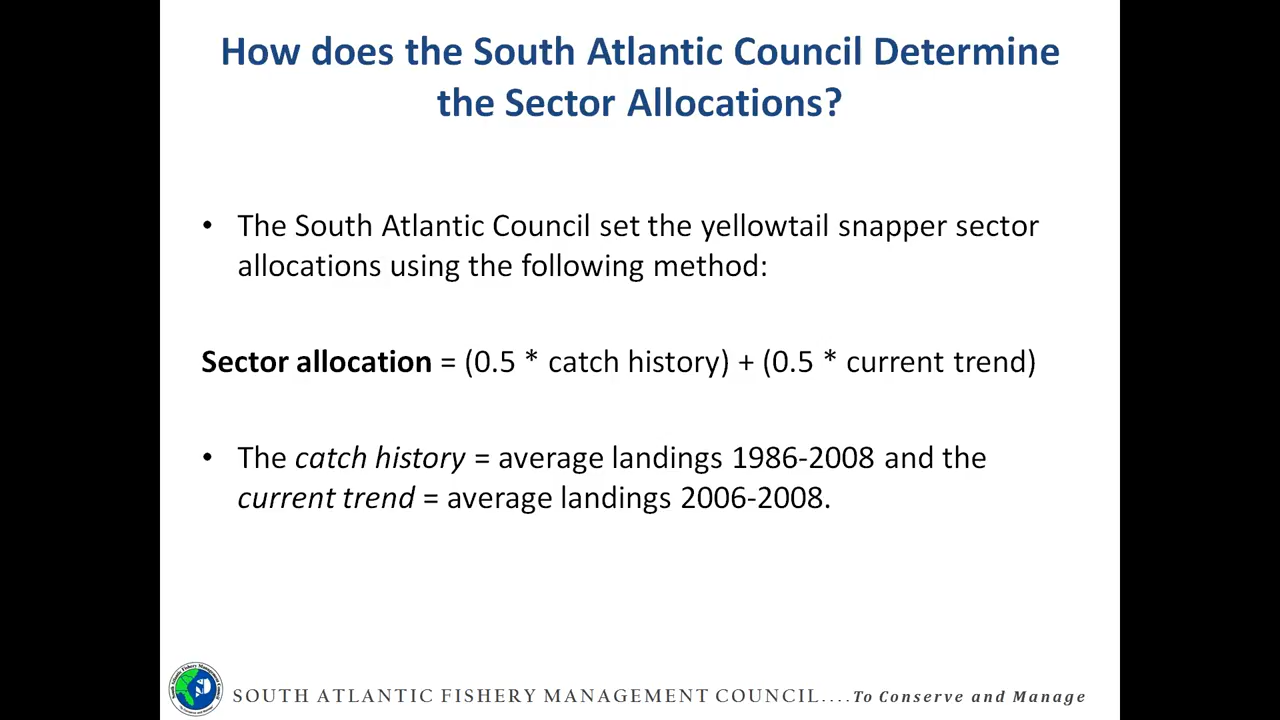 How does the South Atlantic Council Determine
the Sector Allocations?
• The South Atlantic Council set the yellowtail snapper sector
allocations using the following method:
Sector allocation = (0.5 * catch history) + (0.5 * current trend)
• The catch history = average landings 1986-2008 and the
current trend = average landings 2006-2008.
SOUTH ATLANTIC FISHERY MANAGEMENT COUNCIL....To Conserve and Manage